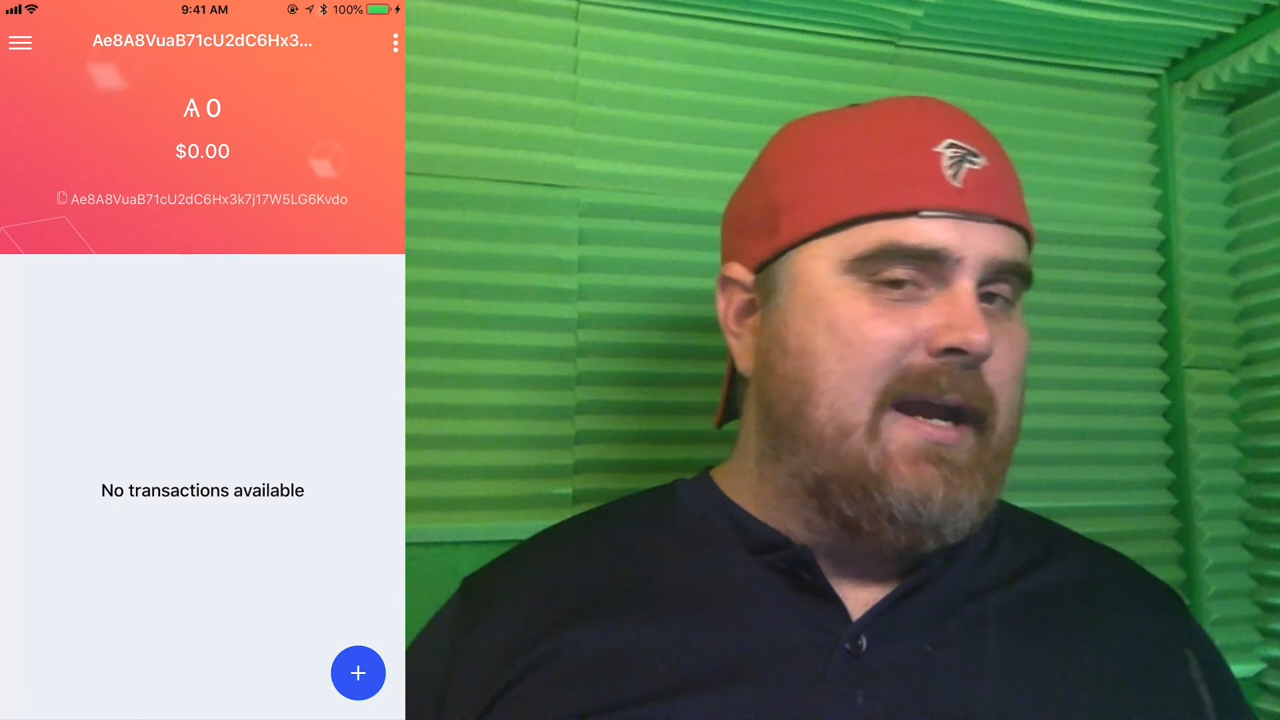 9:41 AM
100%
Ae8A8VuaB71cU2dC6Hx3...
Ѧ 0
$0.00
Ae8A8VuaB71cU2dC6Hx3k7j17W5LG6Kvdo
No transactions available
+